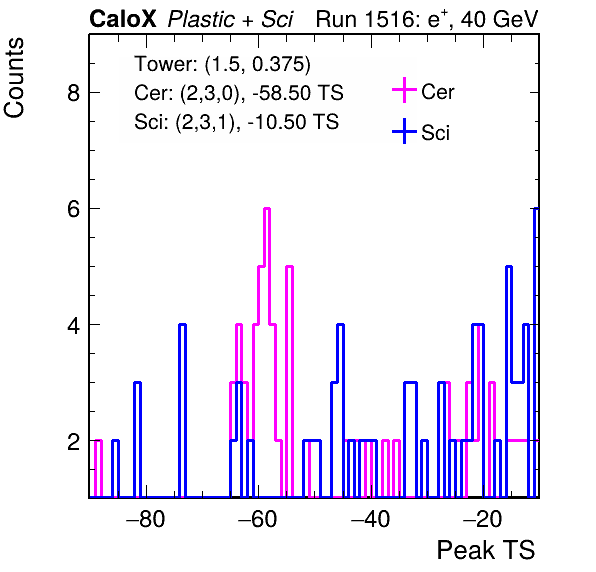 CaloX Plastic + Sci Run 1516: e⁺, 40 GeV
Counts
Tower: (1.5, 0.375)
Cer: (2,3,0), -58.50 TS
Sci: (2,3,1), -10.50 TS
Cer
Sci
8
6
4
2
−80 −60 −40 −20
Peak TS